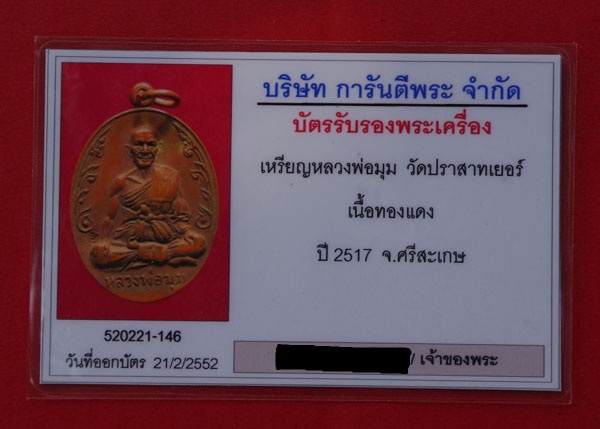 บริษัท การันตีพระ จำกัด
บัตรรับรองพระเครื่อง
เหรียญหลวงพ่อมุม วัดปราสาทเยอร์
เนื้อทองแดง
ปี 2517 จ.ศรีสะเกษ
หลวงพ่อมุม
520221-146
วันที่ออกบัตร 21/2/2552
/ เจ้าของพระ